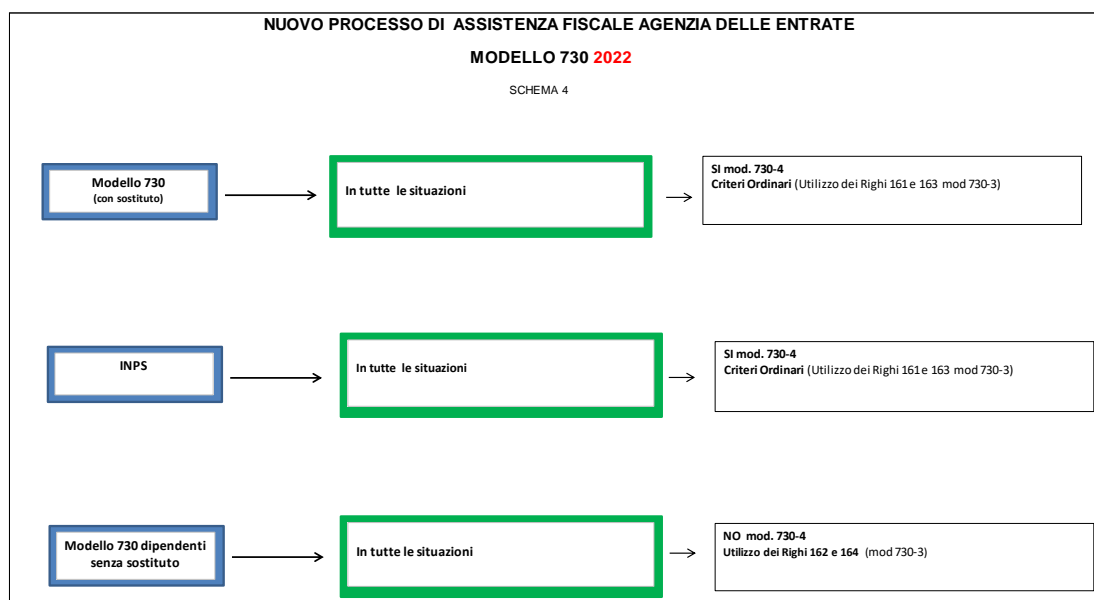 NUOVO PROCESSO DI ASSISTENZA FISCALE AGENZIA DELLE ENTRATE
MODELLO 730 2022
SCHEMA 4
Modello 730
(con sostituto)
In tutte le situazioni
SI mod. 730-4
Criteri Ordinari (Utilizzo dei Righi 161 e 163 mod 730-3)
INPS
In tutte le situazioni
SI mod. 730-4
Criteri Ordinari (Utilizzo dei Righi 161 e 163 mod 730-3)
Modello 730 dipendenti
senza sostituto
In tutte le situazioni
NO mod. 730-4
Utilizzo dei Righi 162 e 164 (mod 730-3)